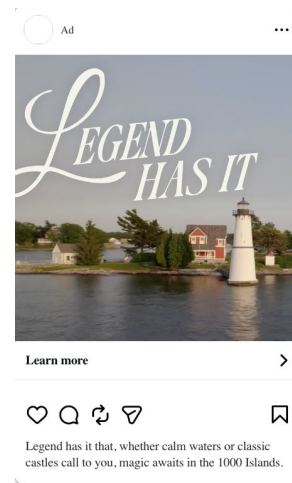 Ad
LEGEND
HAS IT
Learn more
Legend has it that, whether calm waters or classic
castles call to you, magic awaits in the 1000 Islands.